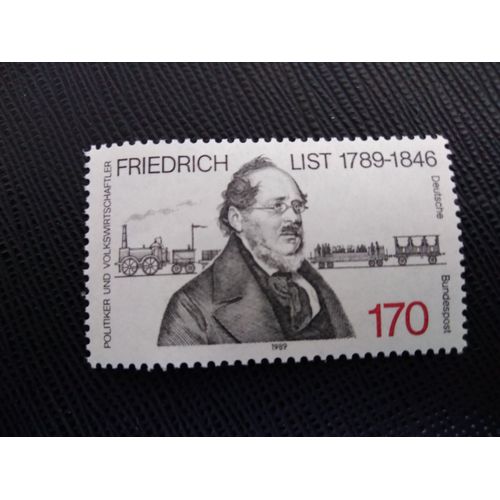 FRIEDRICH LIST 1789-1846
POLITIKER UND VOLKSWIRTSCHAFTLER
Deutsche Bundespost
170
1989